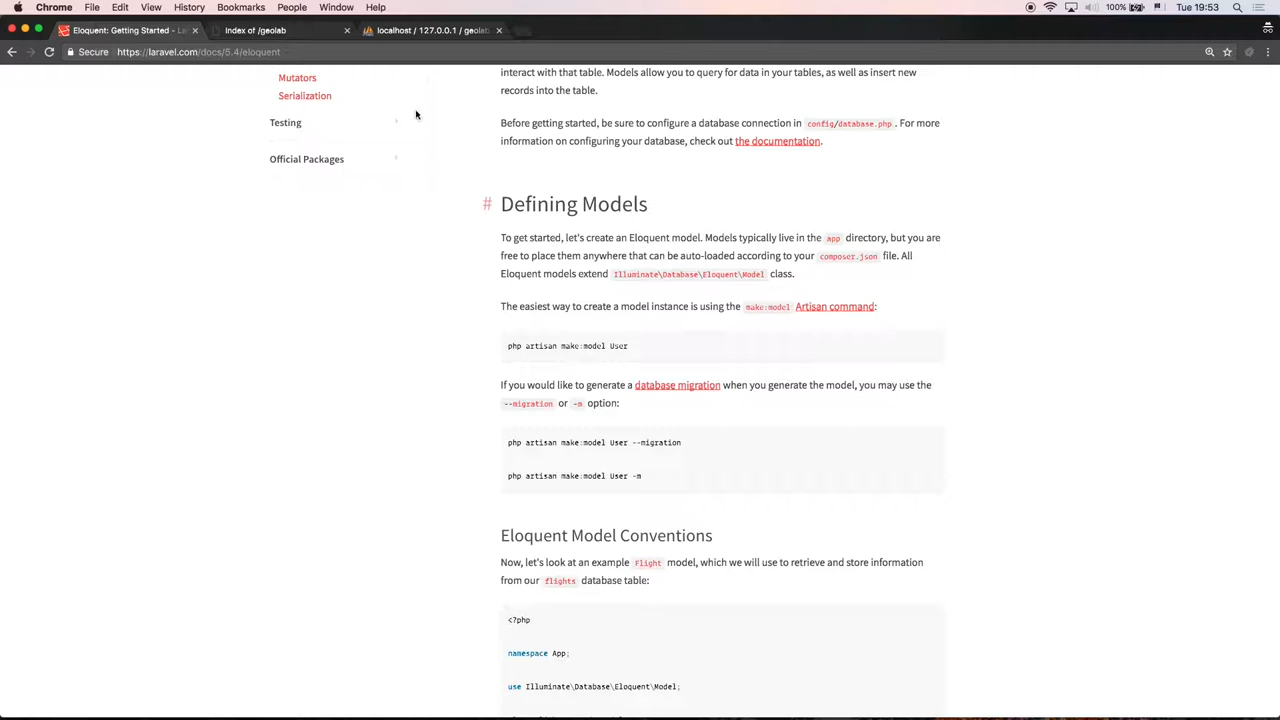 Chrome File Edit View History Bookmarks People Window Help 100% Tue 19:53
Eloquent: Getting Started - L Index of /geolab localhost / 127.0.0.1 / geolab
Secure https://laravel.com/docs/5.4/eloquent
Mutators
Serialization
Testing
Official Packages
interact with that table. Models allow you to query for data in your tables, as well as insert new
records into the table.
Before getting started, be sure to configure a database connection in config/database.php. For more
information on configuring your database, check out the documentation.
# Defining Models
To get started, let's create an Eloquent model. Models typically live in the app directory, but you are
free to place them anywhere that can be auto-loaded according to your composer.json file. All
Eloquent models extend Illuminate\Database\Eloquent\Model class.
The easiest way to create a model instance is using the make:model Artisan command:
php artisan make:model User
If you would like to generate a database migration when you generate the model, you may use the
--migration or -m option:
php artisan make:model User --migration
php artisan make:model User -m
Eloquent Model Conventions
Now, let's look at an example Flight model, which we will use to retrieve and store information
from our flights database table:
<?php
namespace App;
use Illuminate\Database\Eloquent\Model;